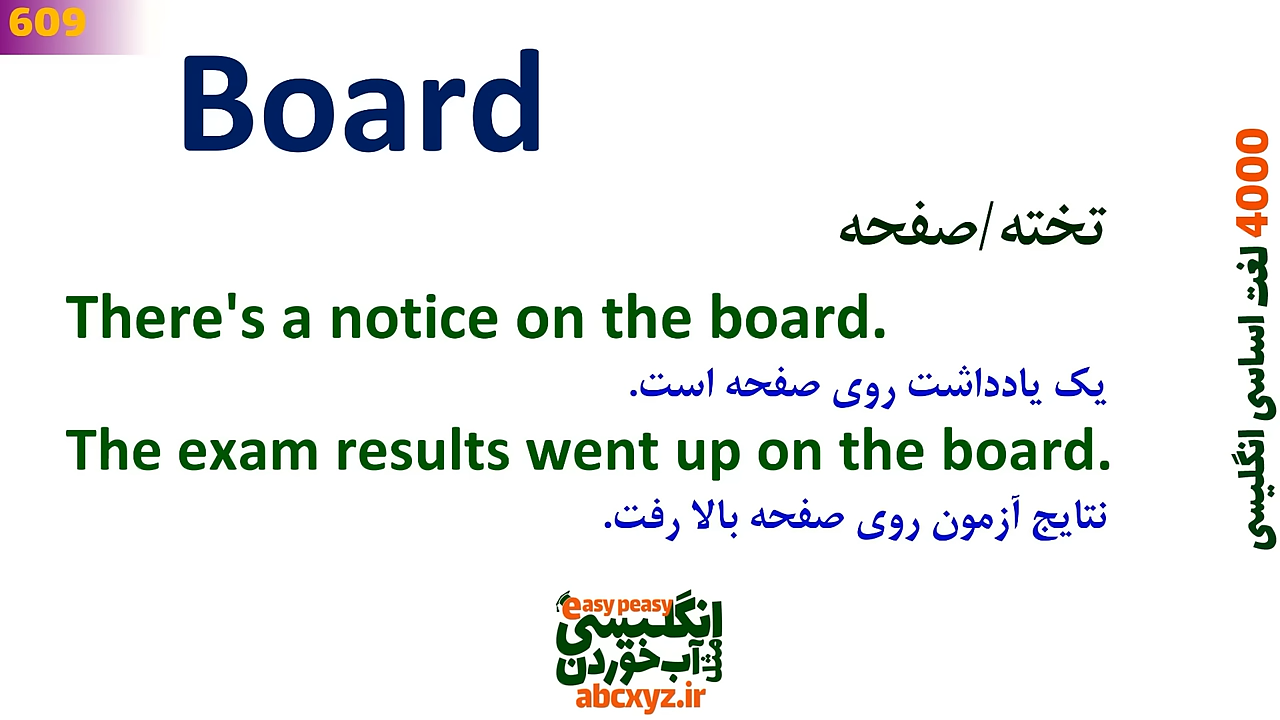 609
Board
تخته/صفحه
There's a notice on the board.
یک یادداشت روی صفحه است.
The exam results went up on the board.
نتایج آزمون روی صفحه بالا رفت.
4000 لغت اساسی انگلیسی
easy peasy
انگلیسی
مثل آب خوردن
abcxyz.ir